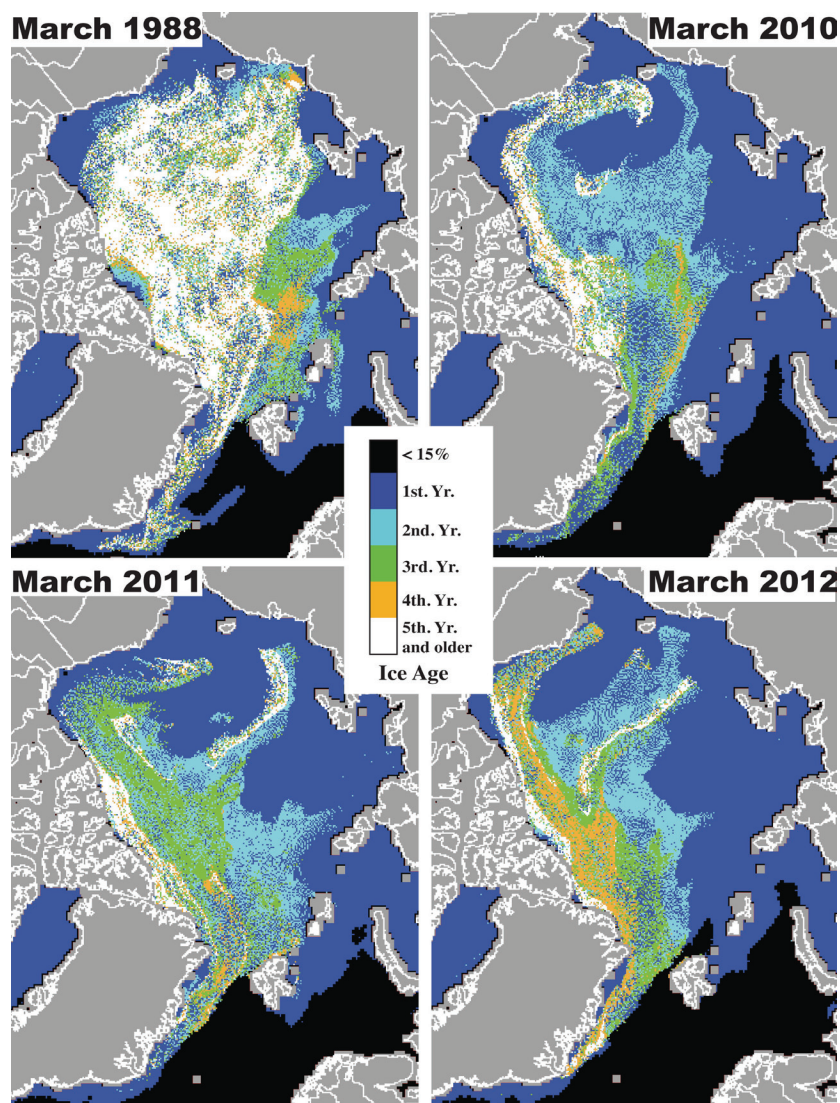 March 1988
March 2010
< 15%
1st. Yr.
2nd. Yr.
3rd. Yr.
4th. Yr.
5th. Yr.
and older
Ice Age
March 2011
March 2012